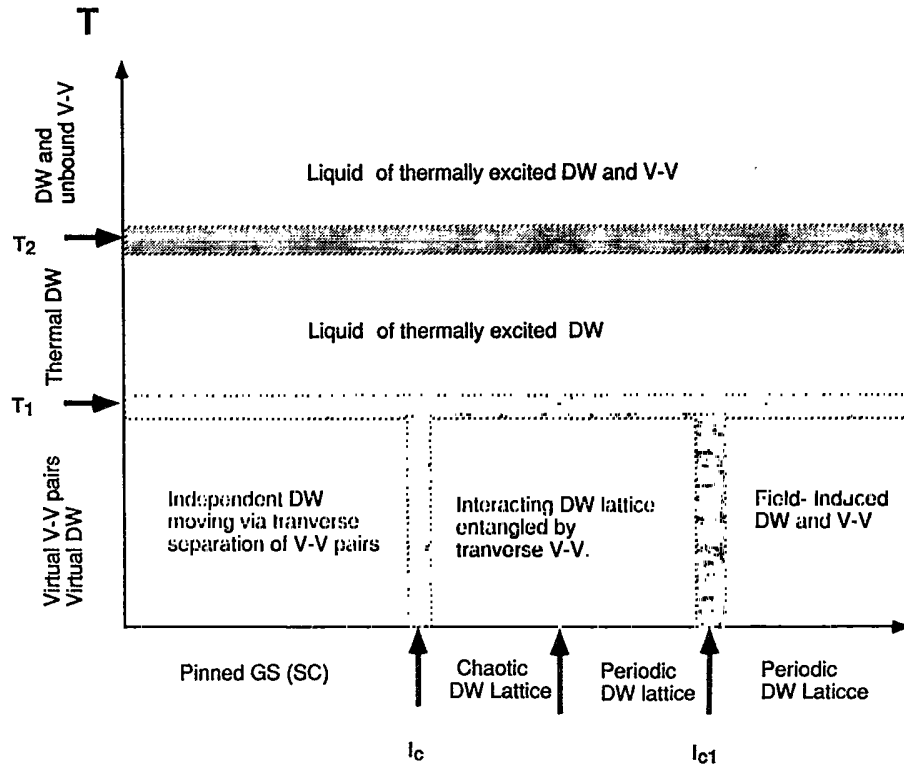 T
DW and
unbound V-V
Liquid of thermally excited DW and V-V
T2
Thermal DW
Liquid of thermally excited DW
T1
Virtual V-V pairs
Virtual DW
Independent DW
moving via tranverse
separation of V-V pairs
Interacting DW lattice
entangled by
tranverse V-V.
Field- Induced
DW and V-V
Pinned GS (SC)
Chaotic
DW Lattice
Periodic
DW lattice
Periodic
DW Laticce
Ic
Ic1